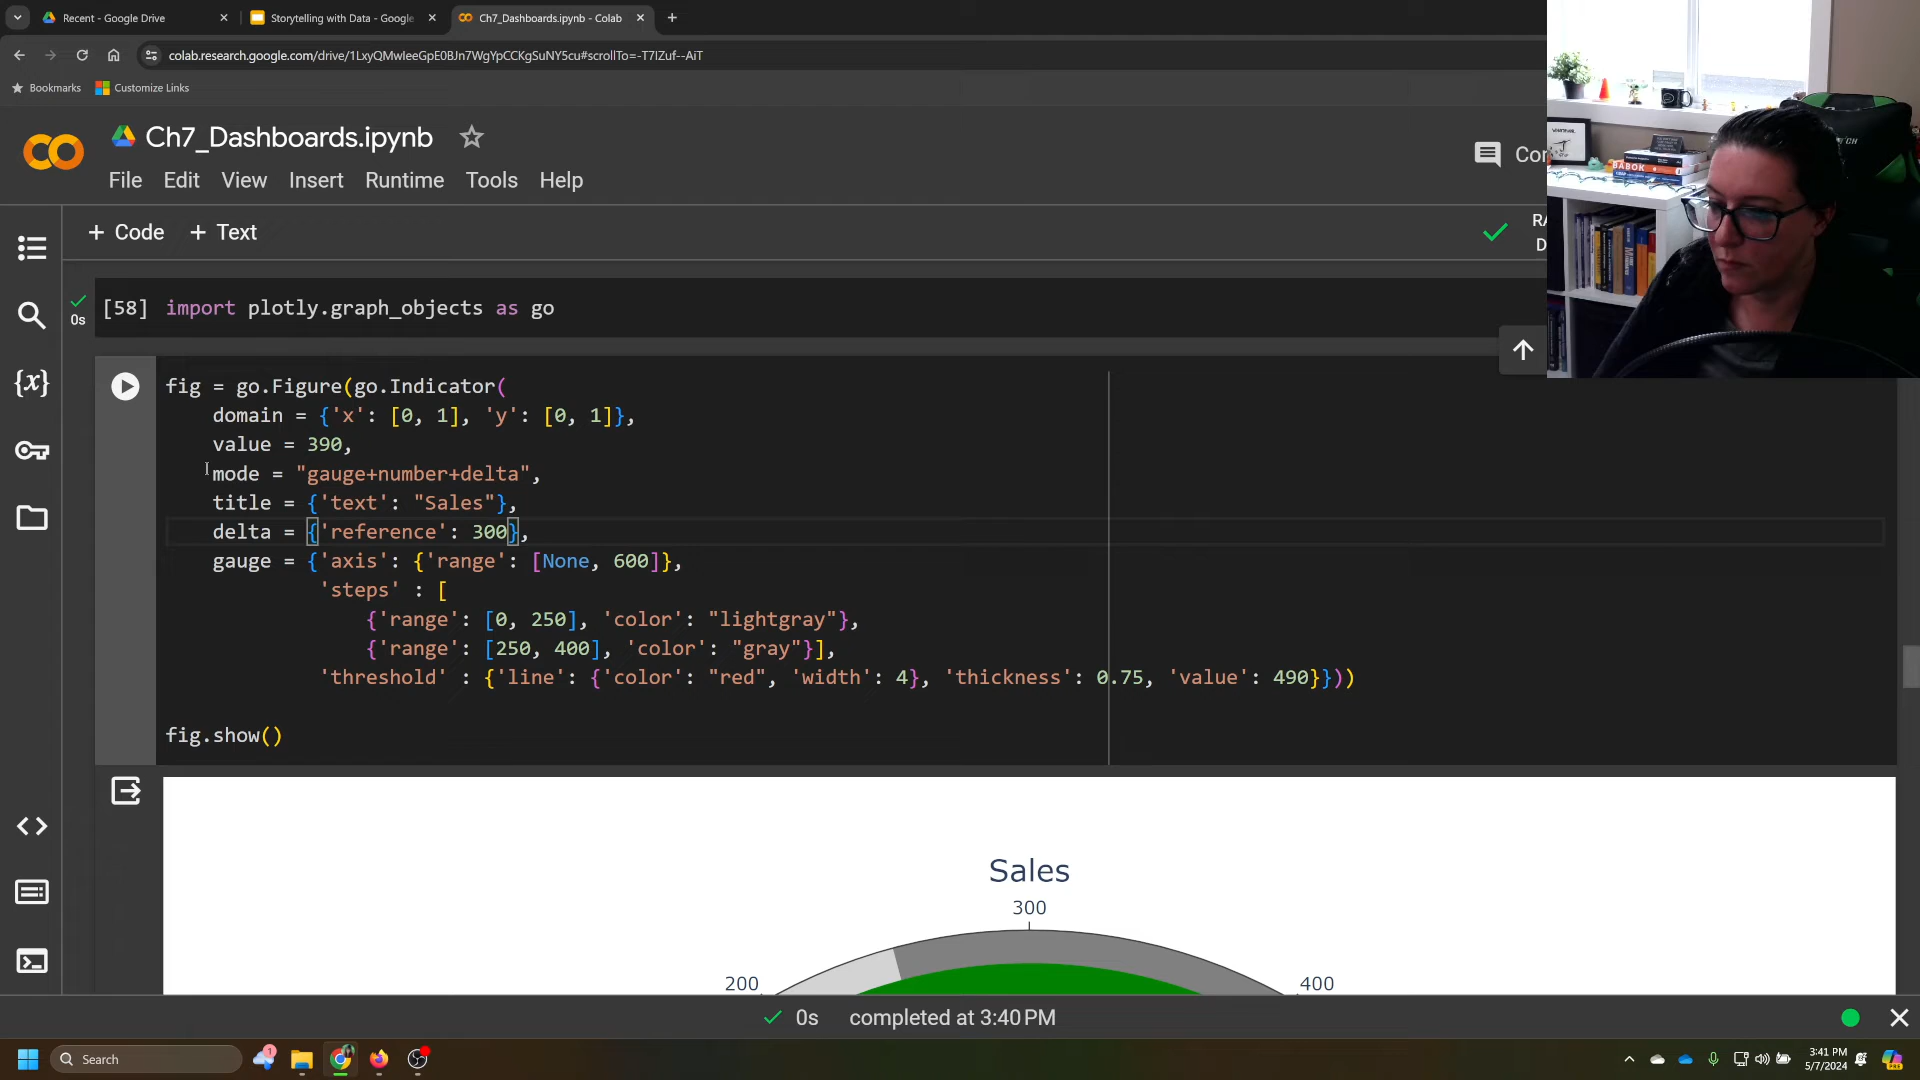 Recent - Google Drive
Storytelling with Data - Google
Ch7_Dashboards.ipynb - Colab
colab.research.google.com/drive/1LxyQMwIeeGpE0BJn7WgYpCCKgSuNY5cu#scrollTo=-T7IZuf--AiT
Bookmarks
Customize Links
Ch7_Dashboards.ipynb
File Edit View Insert Runtime Tools Help
+ Code + Text
0s
[58] import plotly.graph_objects as go
fig = go.Figure(go.Indicator(
domain = {'x': [0, 1], 'y': [0, 1]},
value = 390,
mode = "gauge+number+delta",
title = {'text': "Sales"},
delta = {'reference': 300},
gauge = {'axis': {'range': [None, 600]},
'steps' : [
{'range': [0, 250], 'color': "lightgray"},
{'range': [250, 400], 'color': "gray"}],
'threshold' : {'line': {'color': "red", 'width': 4}, 'thickness': 0.75, 'value': 490}}))
fig.show()
Sales
300
200
400
0s completed at 3:40 PM
Search
3:41 PM
5/7/2024
BABOK